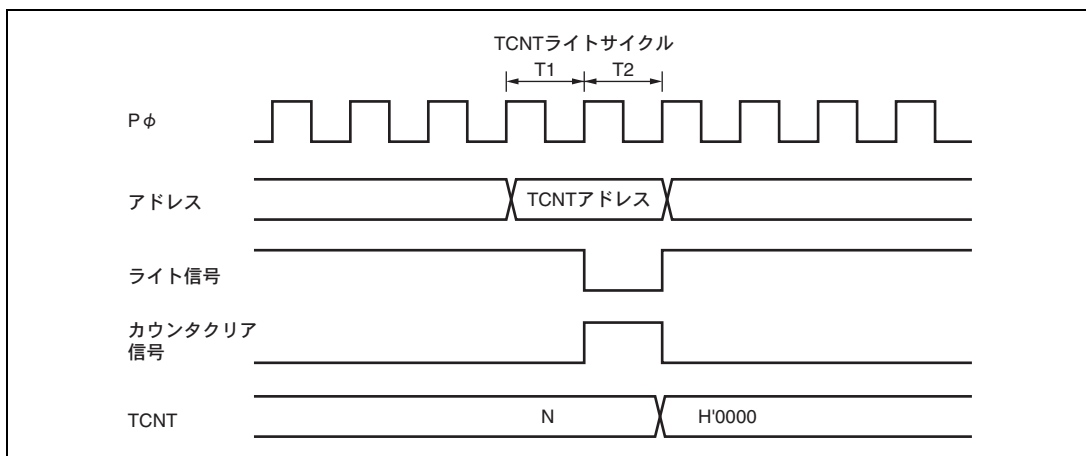 TCNTライトサイクル
T1 T2
Pφ
アドレス
TCNTアドレス
ライト信号
カウンタクリア
信号
TCNT
N
H'0000